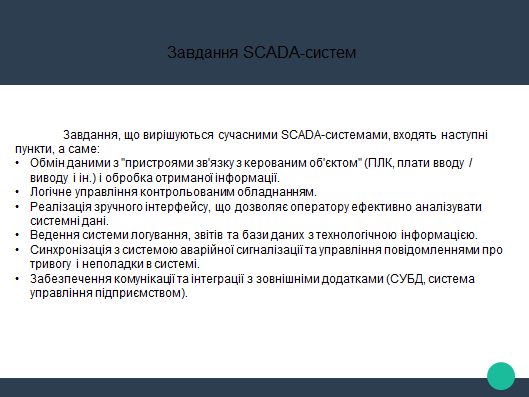 Завдання SCADA-систем
Завдання, що вирішуються сучасними SCADA-системами, входять наступні
пункти, а саме:
• Обмін даними з "пристроями зв'язку з керованим об'єктом" (ПЛК, плати вводу /
виводу і ін.) і обробка отриманої інформації.
• Логічне управління контрольованим обладнанням.
• Реалізація зручного інтерфейсу, що дозволяє оператору ефективно аналізувати
системні дані.
• Ведення системи логування, звітів та бази даних з технологічною інформацією.
• Синхронізація з системою аварійної сигналізації та управління повідомленнями про
тривогу і неполадки в системі.
• Забезпечення комунікації та інтеграції з зовнішніми додатками (СУБД, система
управління підприємством).